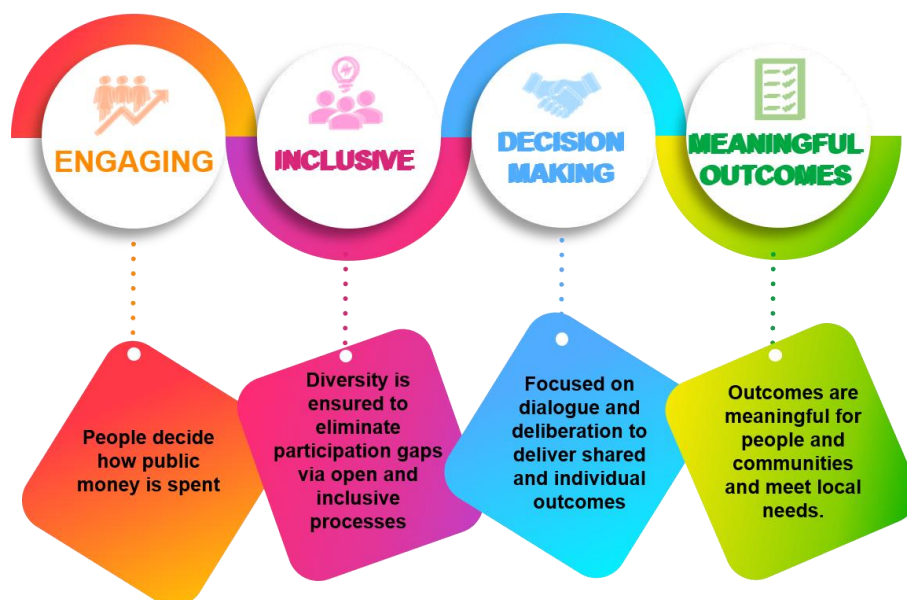 ENGAGING
INCLUSIVE
DECISION
MAKING
MEANINGFUL
OUTCOMES
People decide
how public
money is spent
Diversity is
ensured to
eliminate
participation gaps
via open and
inclusive
processes
Focused on
dialogue and
deliberation to
deliver shared
and individual
outcomes
Outcomes are
meaningful for
people and
communities
and meet local
needs.